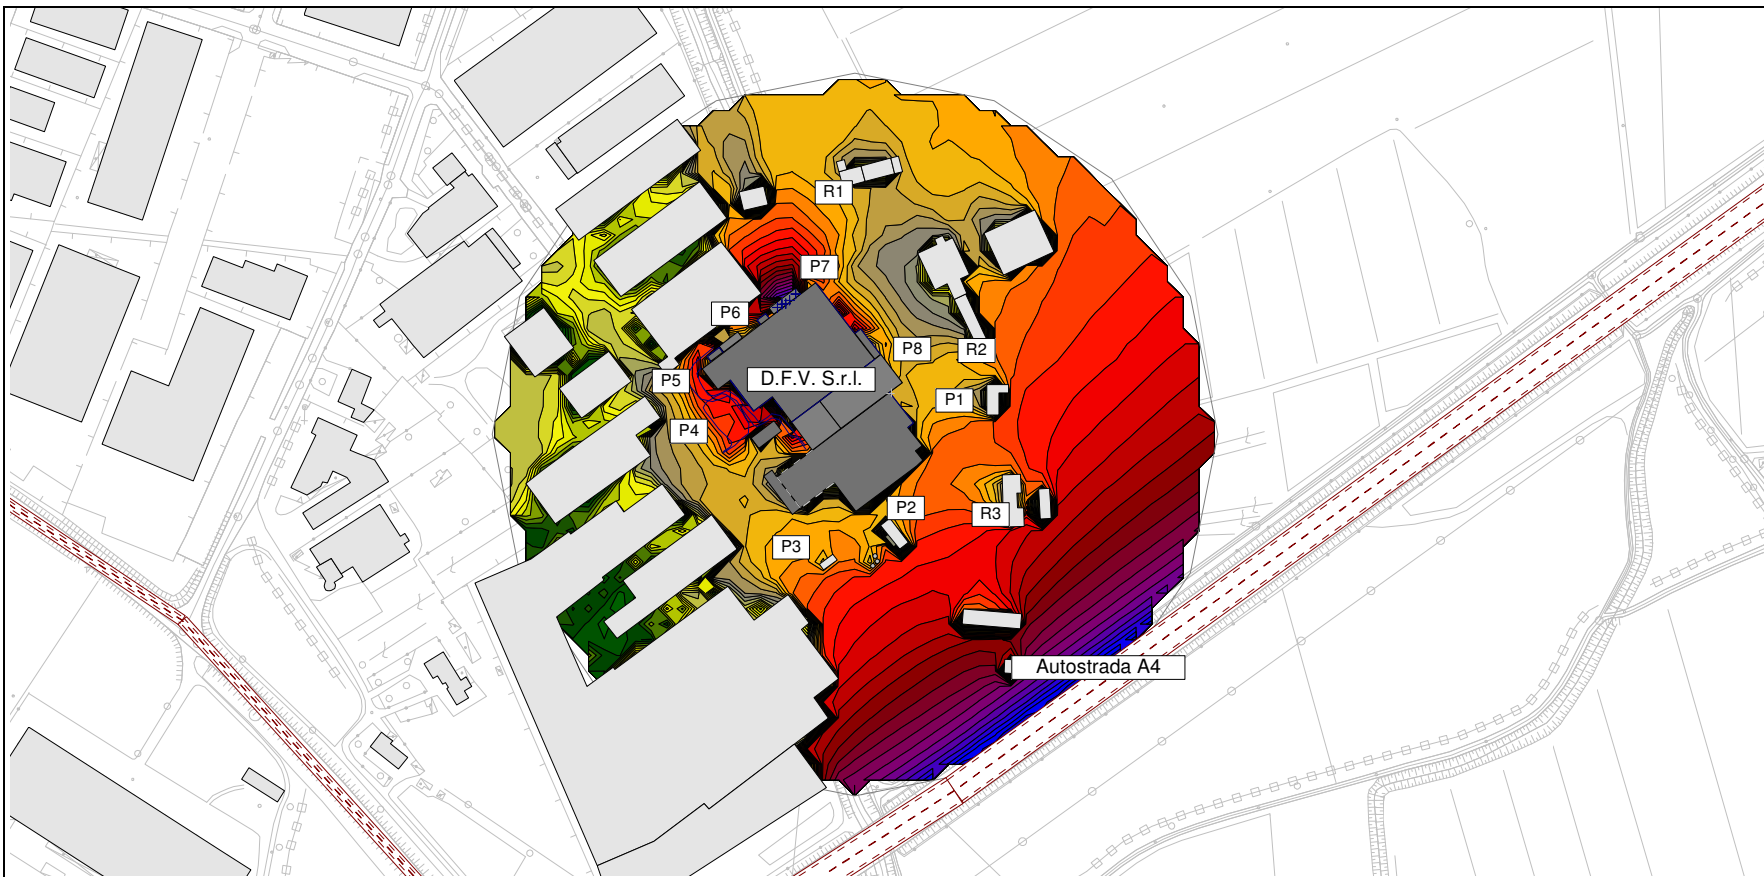 R1
P7
P6
P8
R2
P5
D.F.V. S.r.l.
P1
P4
P2
R3
P3
Autostrada A4